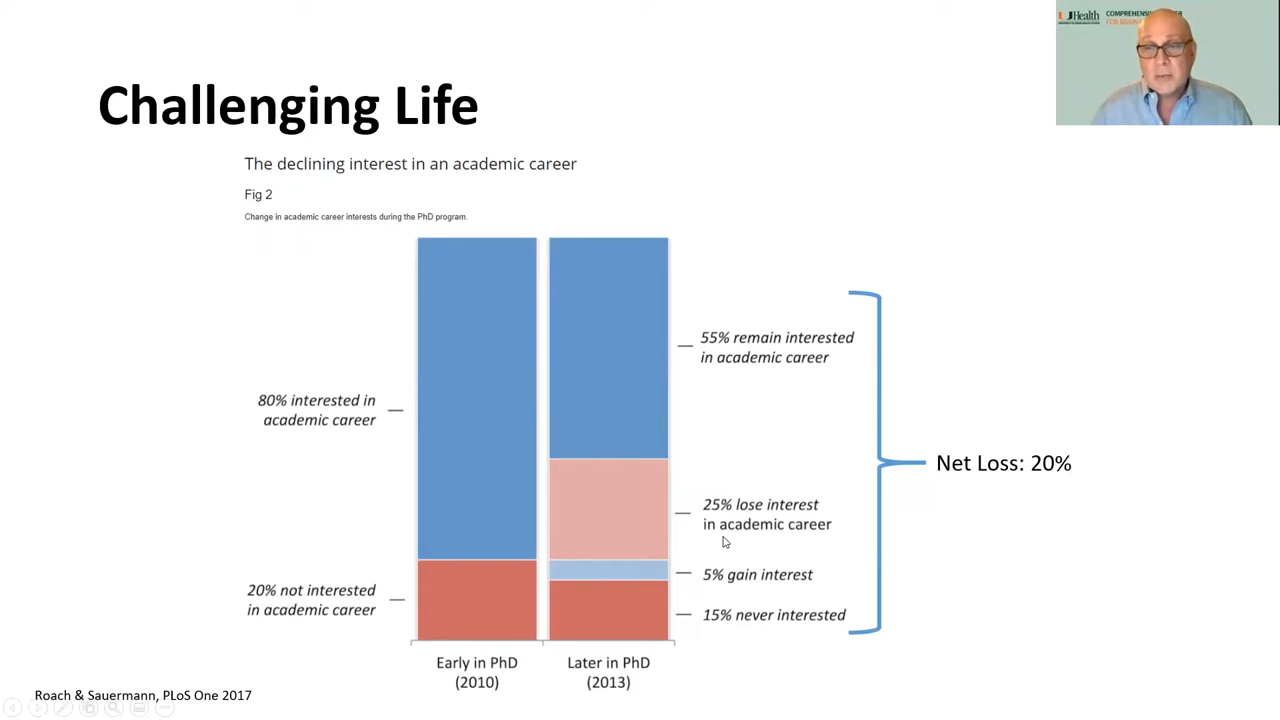 UHealth
COMPREHENSIVE
FOR BRAIN
Challenging Life
The declining interest in an academic career
Fig 2
Change in academic career interests during the PhD program.
80% interested in
academic career
20% not interested
in academic career
55% remain interested
in academic career
25% lose interest
in academic career
5% gain interest
15% never interested
Net Loss: 20%
Early in PhD
(2010)
Later in PhD
(2013)
Roach & Sauermann, PLoS One 2017